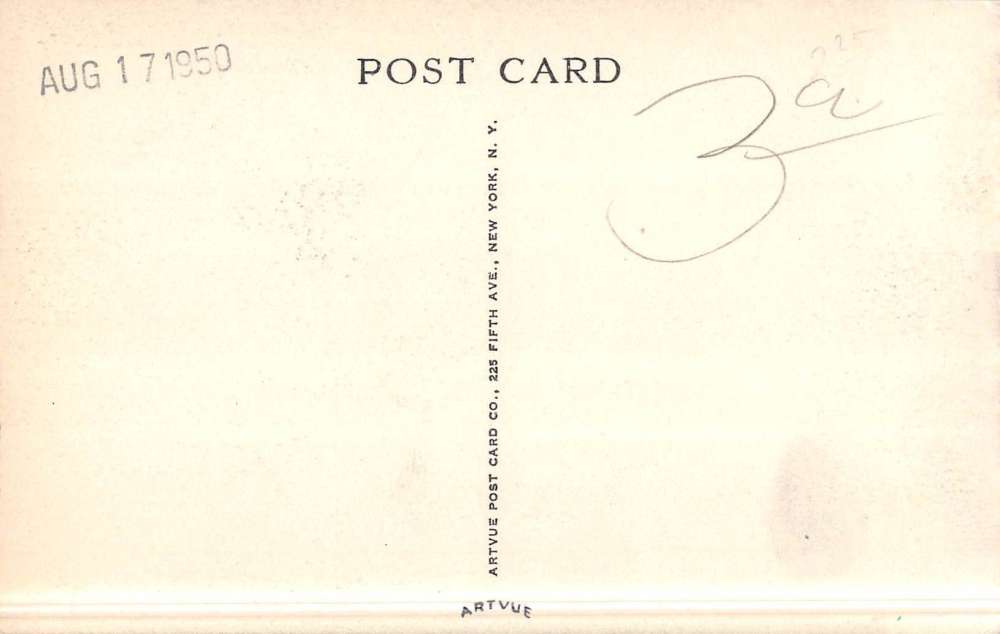 AUG 17 1950
POST CARD
225
3a
ARTVUE POST CARD CO., 225 FIFTH AVE., NEW YORK, N. Y.
ARTVUE